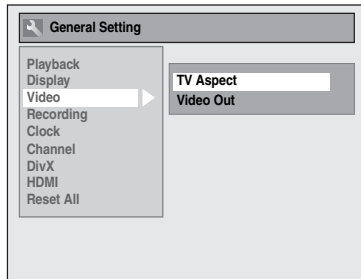 General Setting
Playback
Display
Video
Recording
Clock
Channel
DivX
HDMI
Reset All
TV Aspect
Video Out